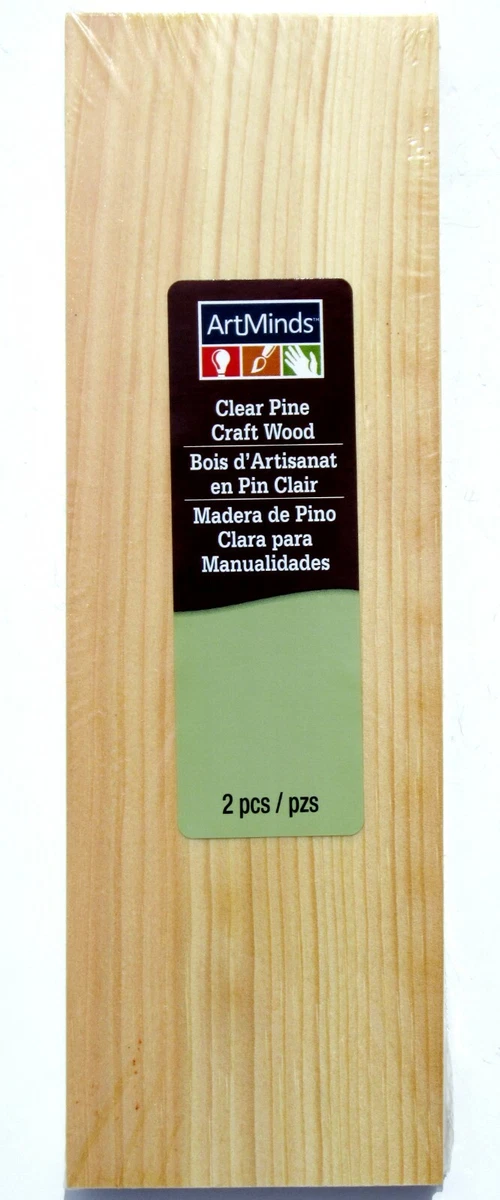 ArtMinds™
Clear Pine
Craft Wood
Bois d'Artisanat
en Pin Clair
Madera de Pino
Clara para
Manualidades
2 pcs / pzs